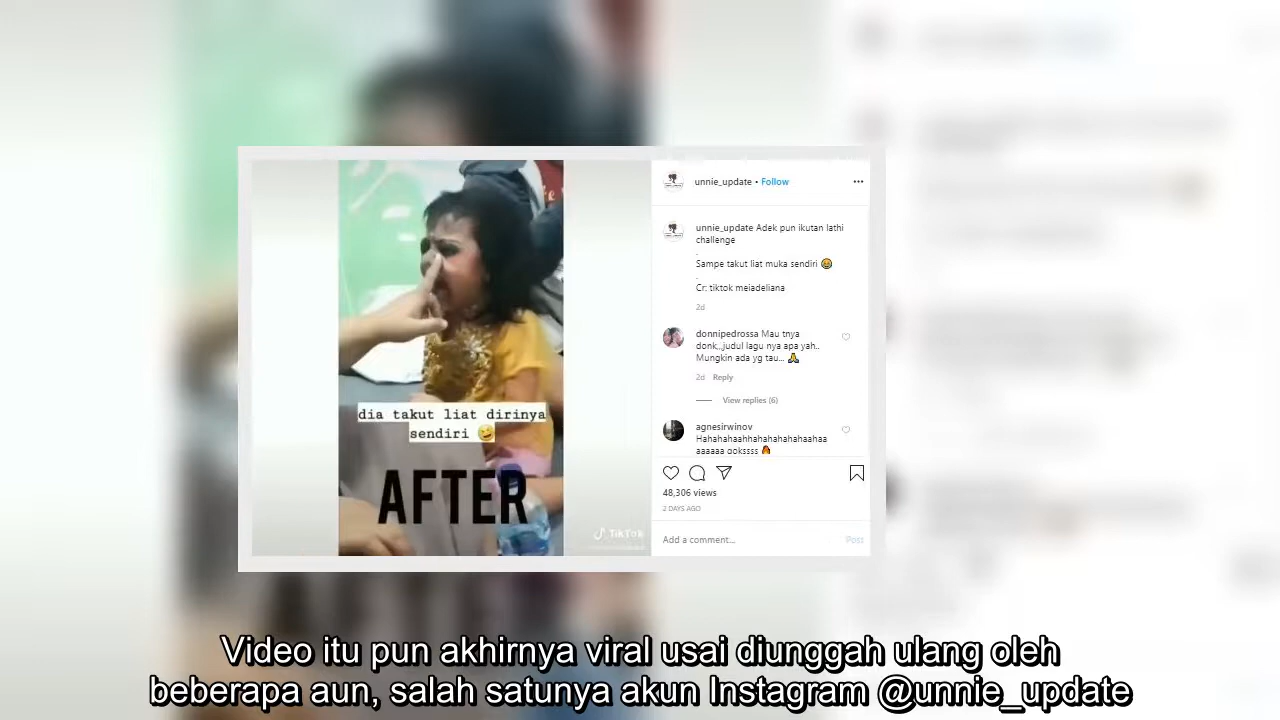 unnie_update • Follow
unnie_update Adek pun ikutan lathi
challenge
.
Sampe takut liat muka sendiri 😂
.
Cr: tiktok meiadeliana
2d
donnipedrossa Mau tnya
donk,,,judul lagu nya apa yah..
Mungkin ada yg tau... 🙏
2d Reply
View replies (6)
agnesirwinov
Hahahahaahhahahahahahaahaa
aaaaaa gokssss 🔥
dia takut liat dirinya
sendiri 🤣
AFTER
TikTok
48,306 views
2 DAYS AGO
Add a comment...
Post
Video itu pun akhirnya viral usai diunggah ulang oleh
beberapa aun, salah satunya akun Instagram @unnie_update